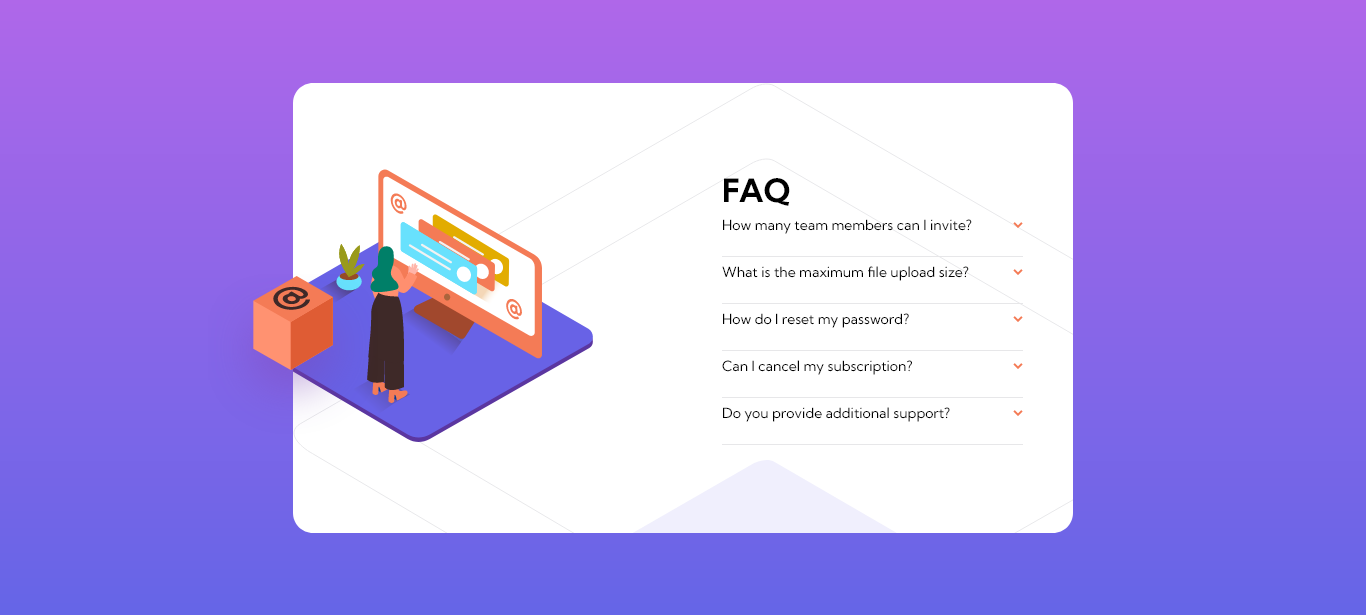 @
@
@
FAQ
How many team members can I invite?
What is the maximum file upload size?
How do I reset my password?
Can I cancel my subscription?
Do you provide additional support?